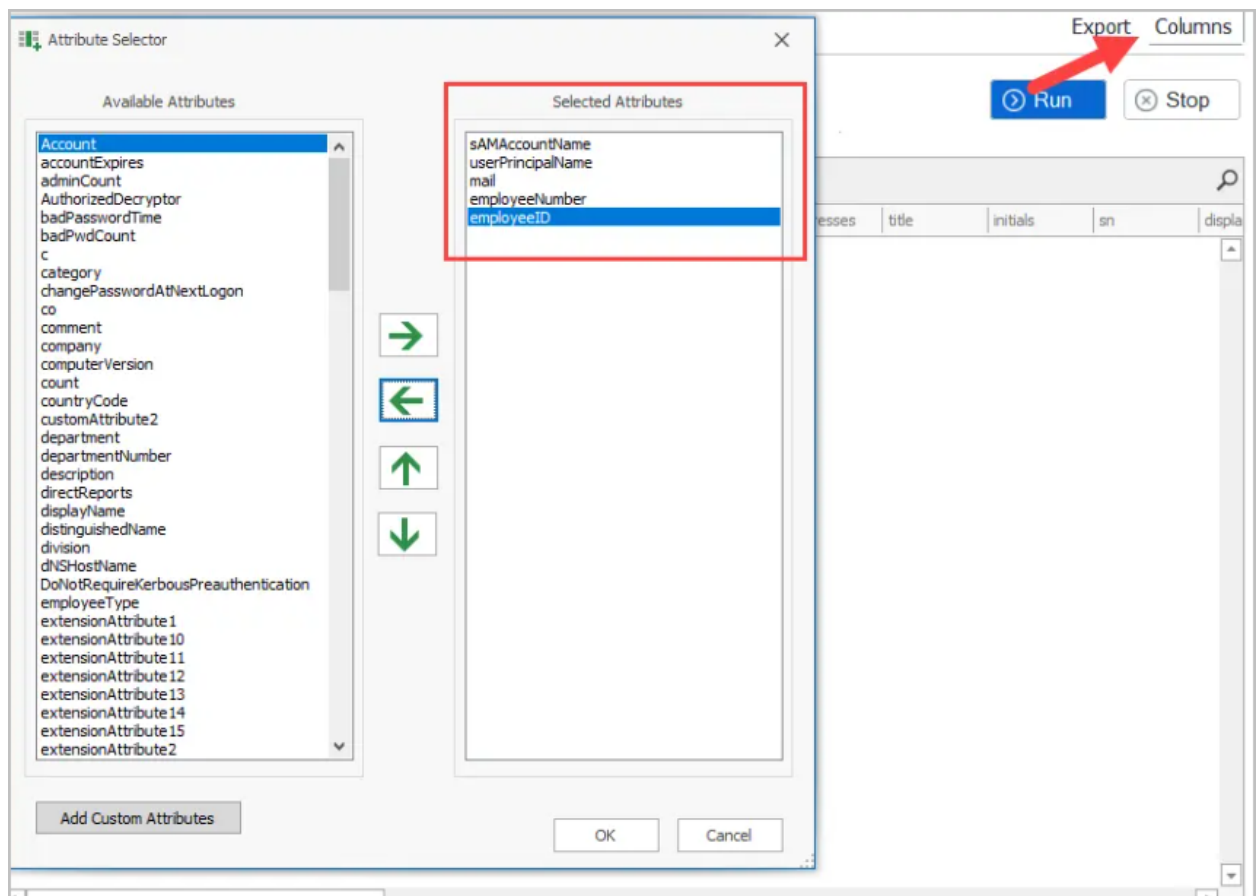 Attribute Selector
Export Columns
Available Attributes
Selected Attributes
Run
Stop
Account
accountExpires
adminCount
AuthorizedDecryptor
badPasswordTime
badPwdCount
c
category
changePasswordAtNextLogon
co
comment
company
computerVersion
count
countryCode
customAttribute2
department
departmentNumber
description
directReports
displayName
distinguishedName
division
dNSHostName
DoNotRequireKerbousPreauthentication
employeeType
extensionAttribute1
extensionAttribute10
extensionAttribute11
extensionAttribute12
extensionAttribute13
extensionAttribute14
extensionAttribute15
extensionAttribute2
sAMAccountName
userPrincipalName
mail
employeeNumber
employeeID
resses title initials sn displa
Add Custom Attributes
OK
Cancel